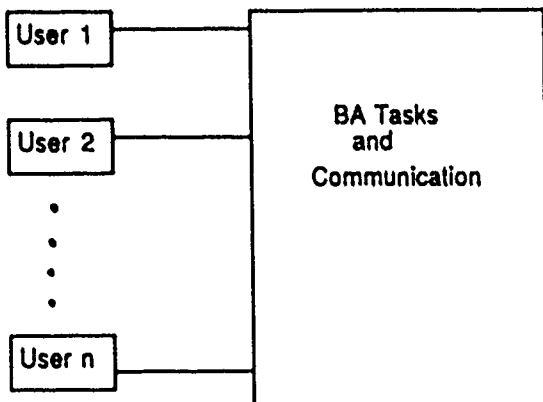 User 1
User 2
User n
BA Tasks
and
Communication